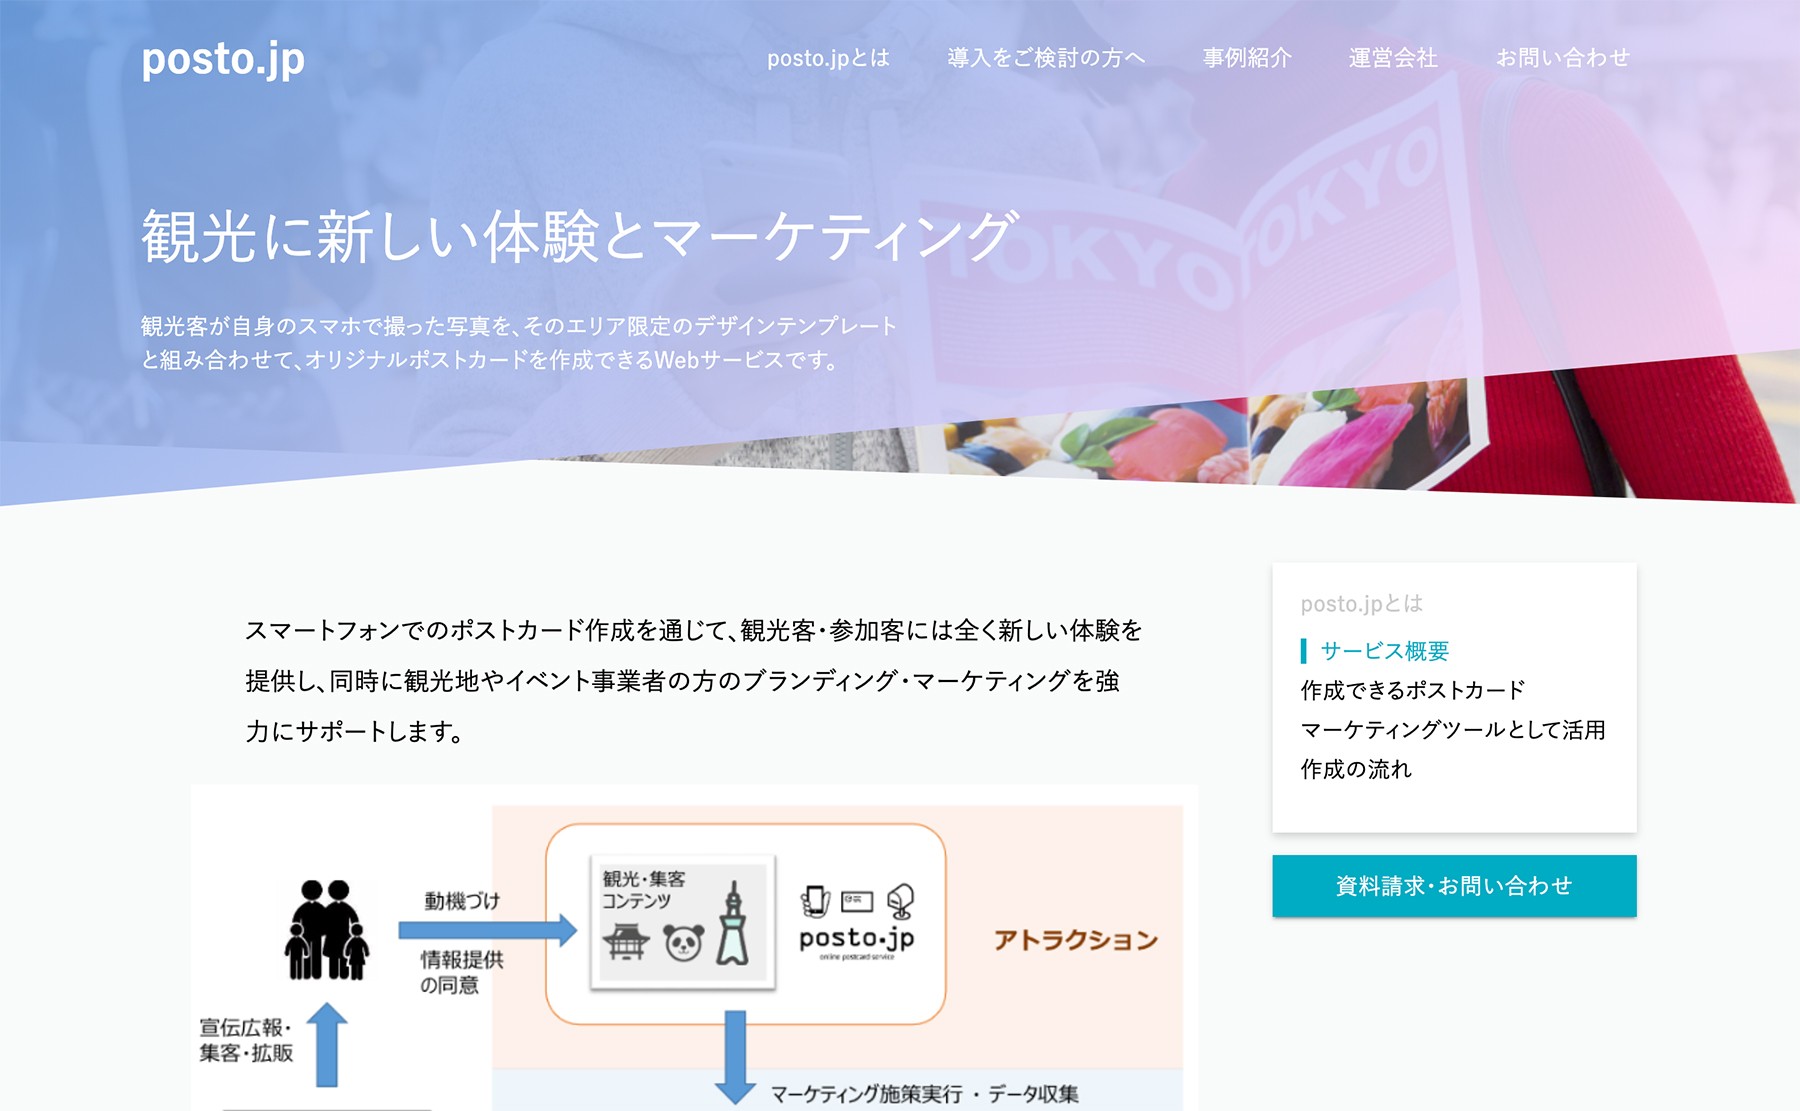 posto.jp
posto.jpとは
導入をご検討の方へ
事例紹介
運営会社
お問い合わせ
TOKYO
TOKYO
観光に新しい体験とマーケティング
観光客が自身のスマホで撮った写真を、そのエリア限定のデザインテンプレート
と組み合わせて、オリジナルポストカードを作成できるWebサービスです。
スマートフォンでのポストカード作成を通じて、観光客・参加客には全く新しい体験を
提供し、同時に観光地やイベント事業者の方のブランディング・マーケティングを強
力にサポートします。
posto.jpとは
サービス概要
作成できるポストカード
マーケティングツールとして活用
作成の流れ
資料請求・お問い合わせ
動機づけ
情報提供
の同意
観光・集客
コンテンツ
posto.jp
online postcard service
アトラクション
宣伝広報・
集客・拡販
マーケティング施策実行 ・ データ収集